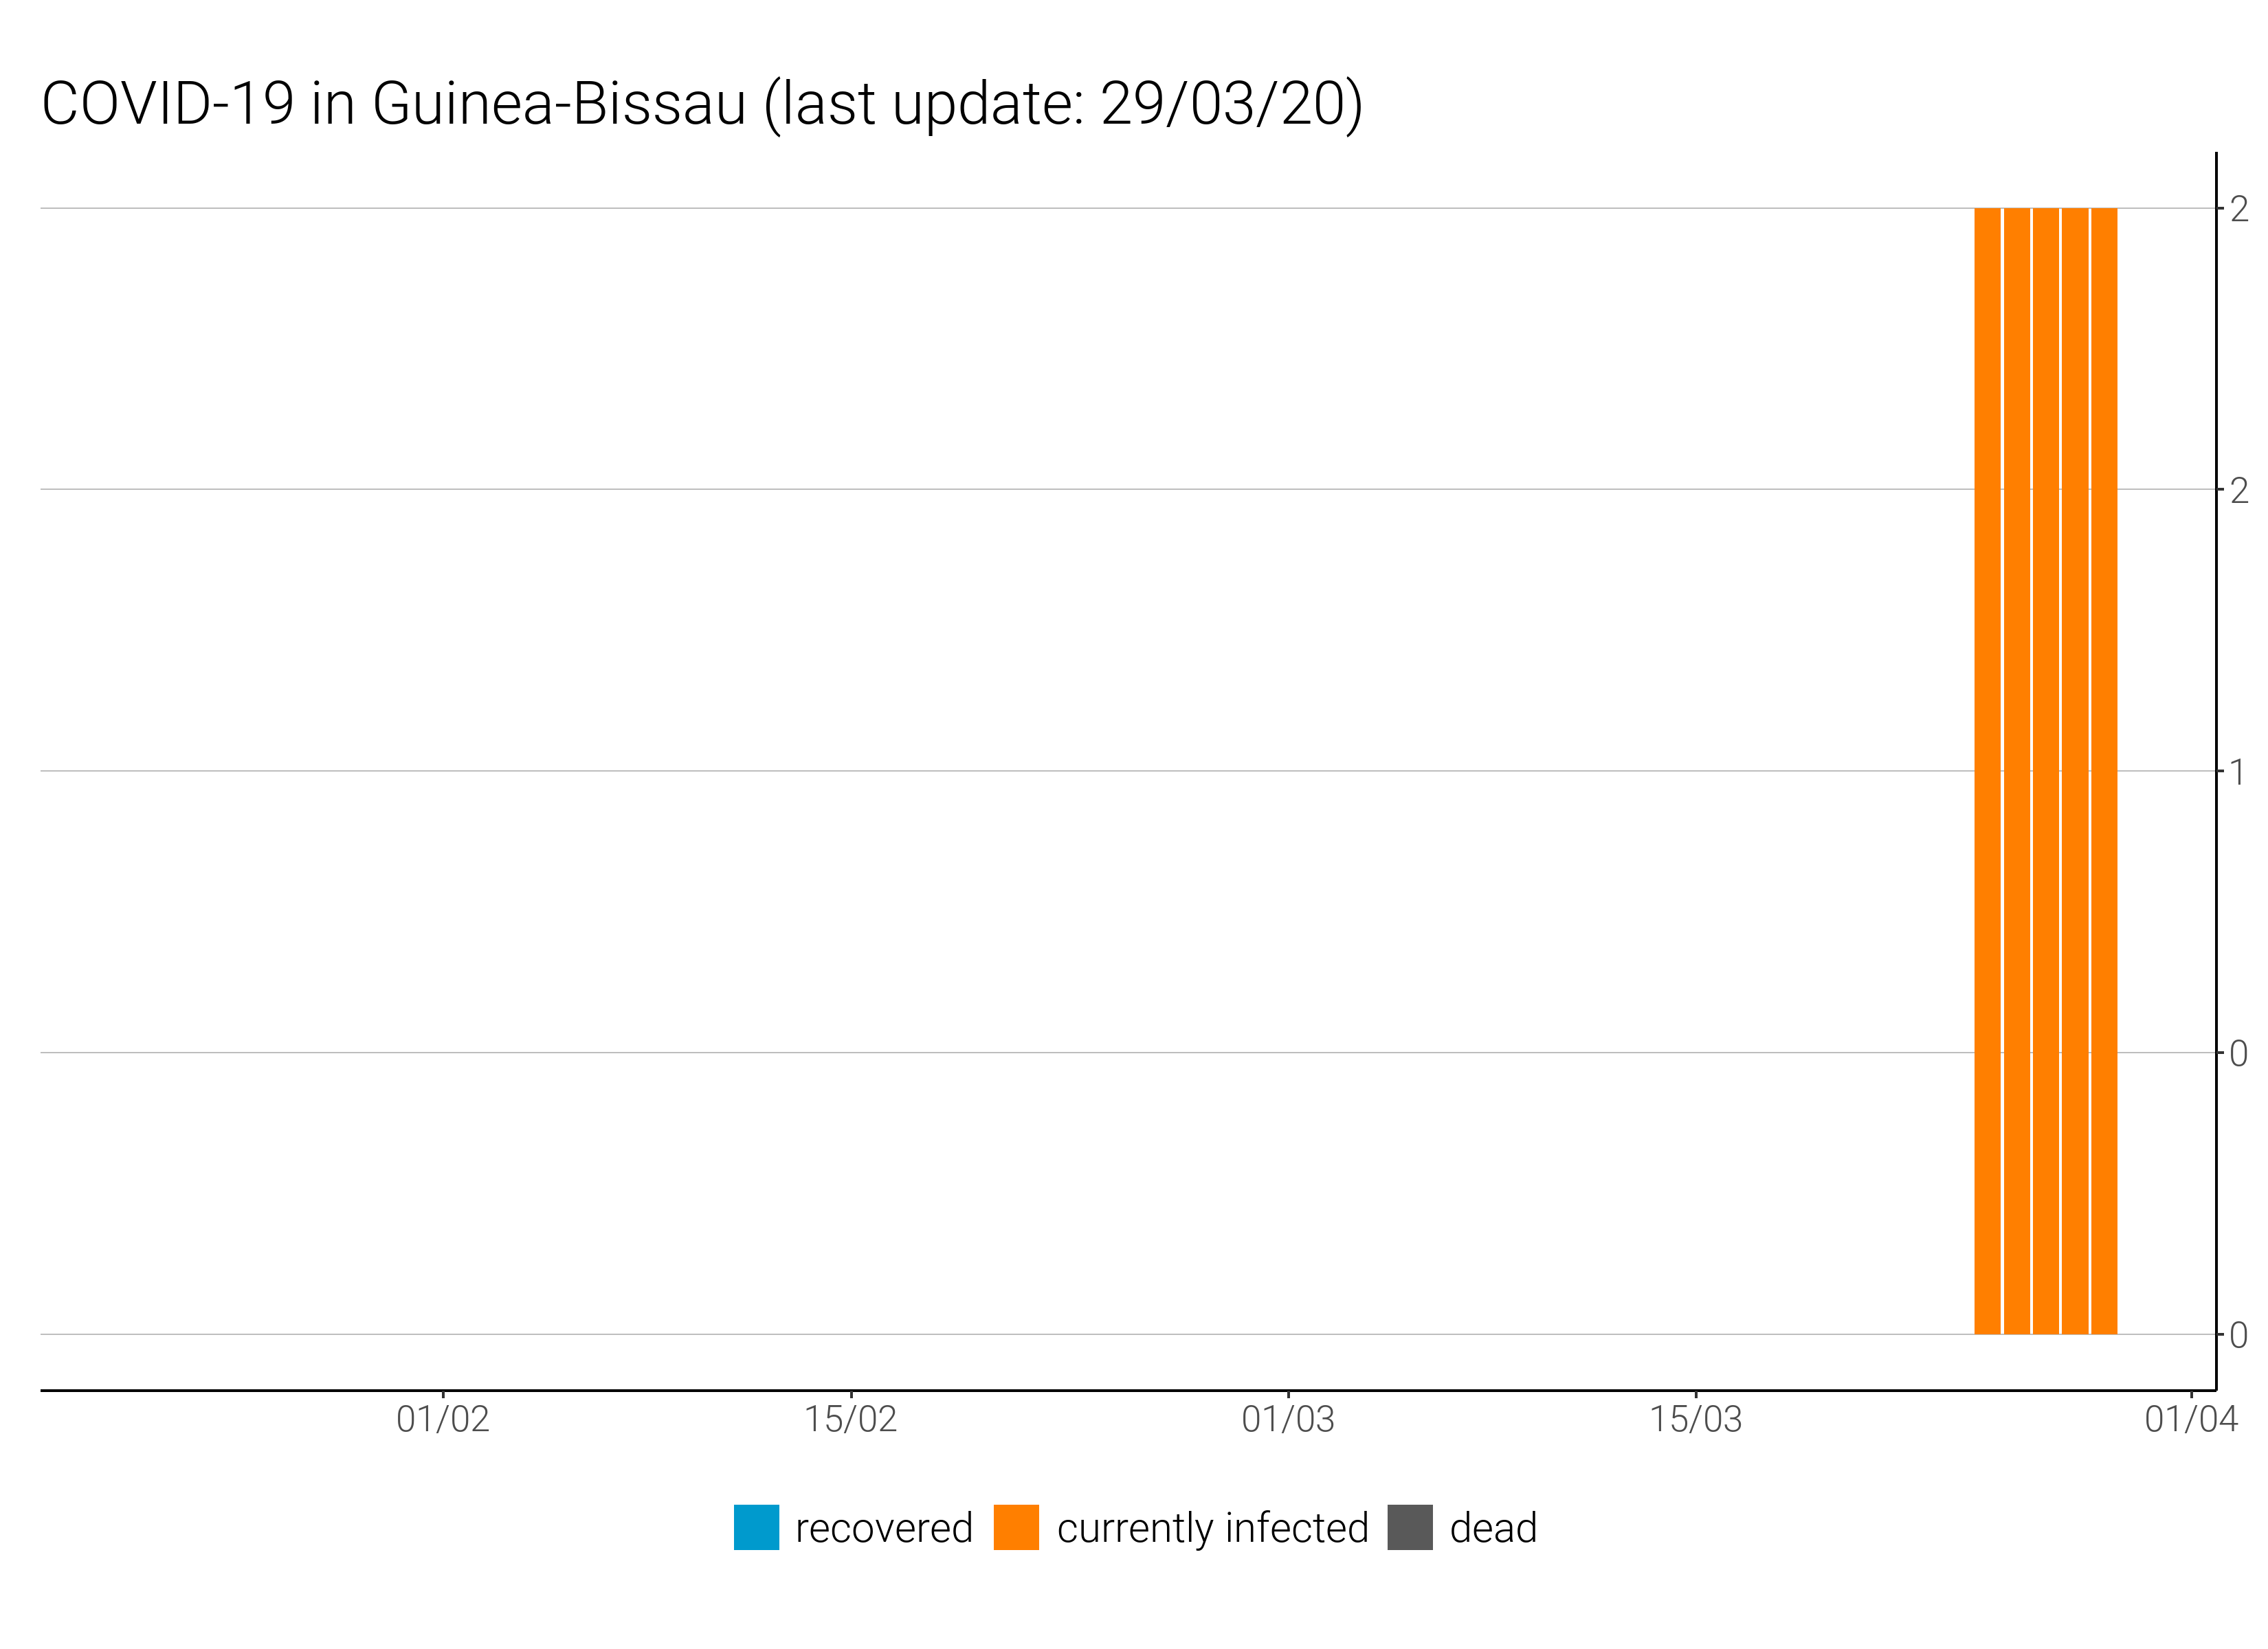 COVID-19 in Guinea-Bissau (last update: 29/03/20)
2
2
1
0
0
01/02 15/02 01/03 15/03 01/04
recovered currently infected dead